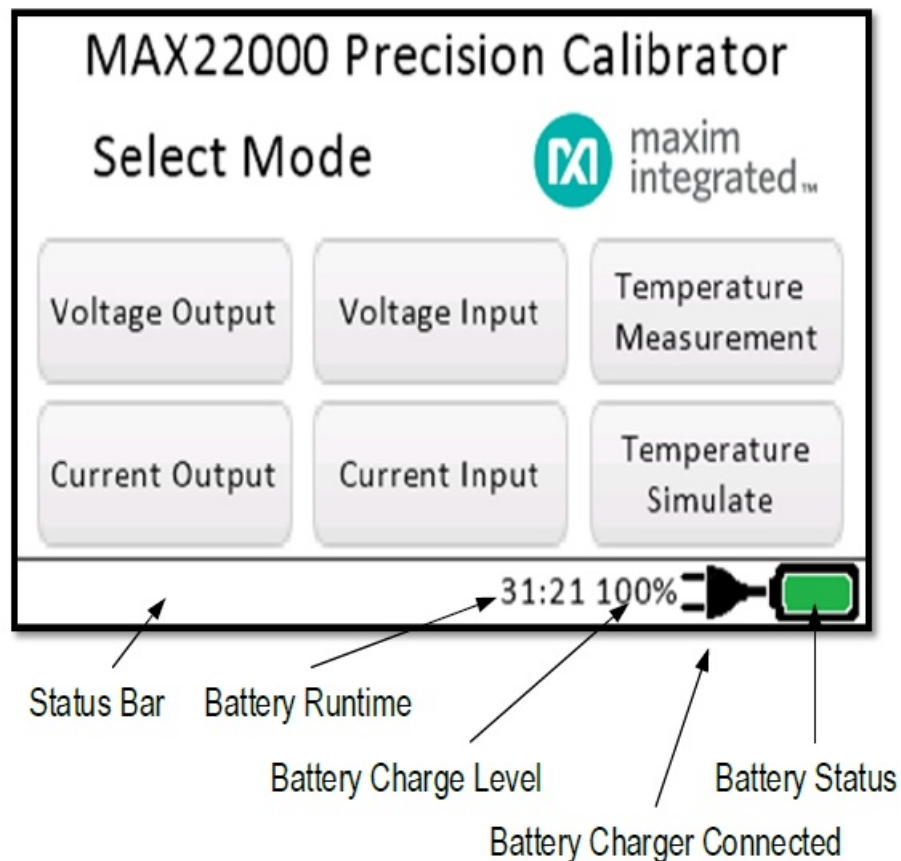 MAX22000 Precision Calibrator
Select Mode
maxim
integrated™
Voltage Output
Voltage Input
Temperature
Measurement
Current Output
Current Input
Temperature
Simulate
31:21 100%
Status Bar
Battery Runtime
Battery Charge Level
Battery Status
Battery Charger Connected